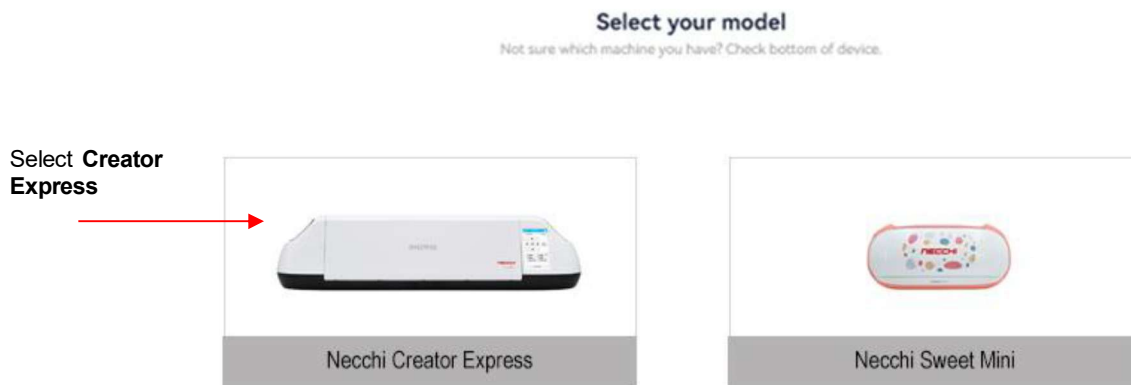 Select your model
Not sure which machine you have? Check bottom of device.
Select Creator
Express
NECCHI
Necchi Creator Express
Necchi Sweet Mini